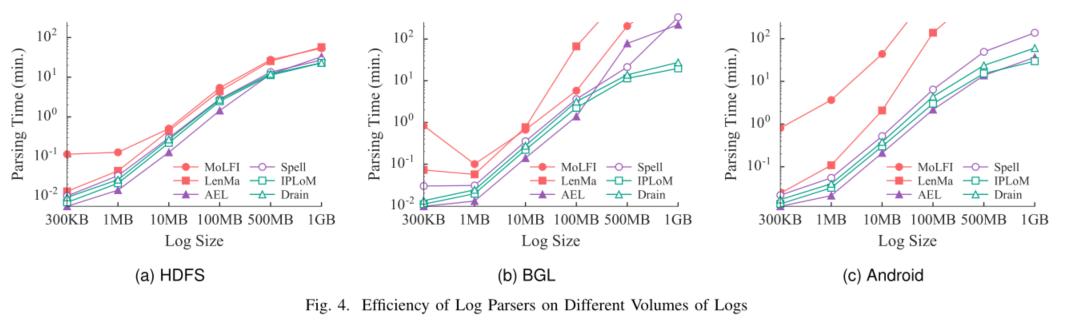 Parsing Time (min.)
10² 10¹ 10⁰ 10⁻¹ 10⁻²
MoLFI Spell
LenMa IPLoM
AEL Drain
300KB 1MB 10MB 100MB 500MB 1GB
Log Size
(a) HDFS
Parsing Time (min.)
10² 10¹ 10⁰ 10⁻¹ 10⁻²
MoLFI Spell
LenMa IPLoM
AEL Drain
300KB 1MB 10MB 100MB 500MB 1GB
Log Size
(b) BGL
Parsing Time (min.)
10² 10¹ 10⁰ 10⁻¹
MoLFI Spell
LenMa IPLoM
AEL Drain
300KB 1MB 10MB 100MB 500MB 1GB
Log Size
(c) Android
Fig. 4. Efficiency of Log Parsers on Different Volumes of Logs